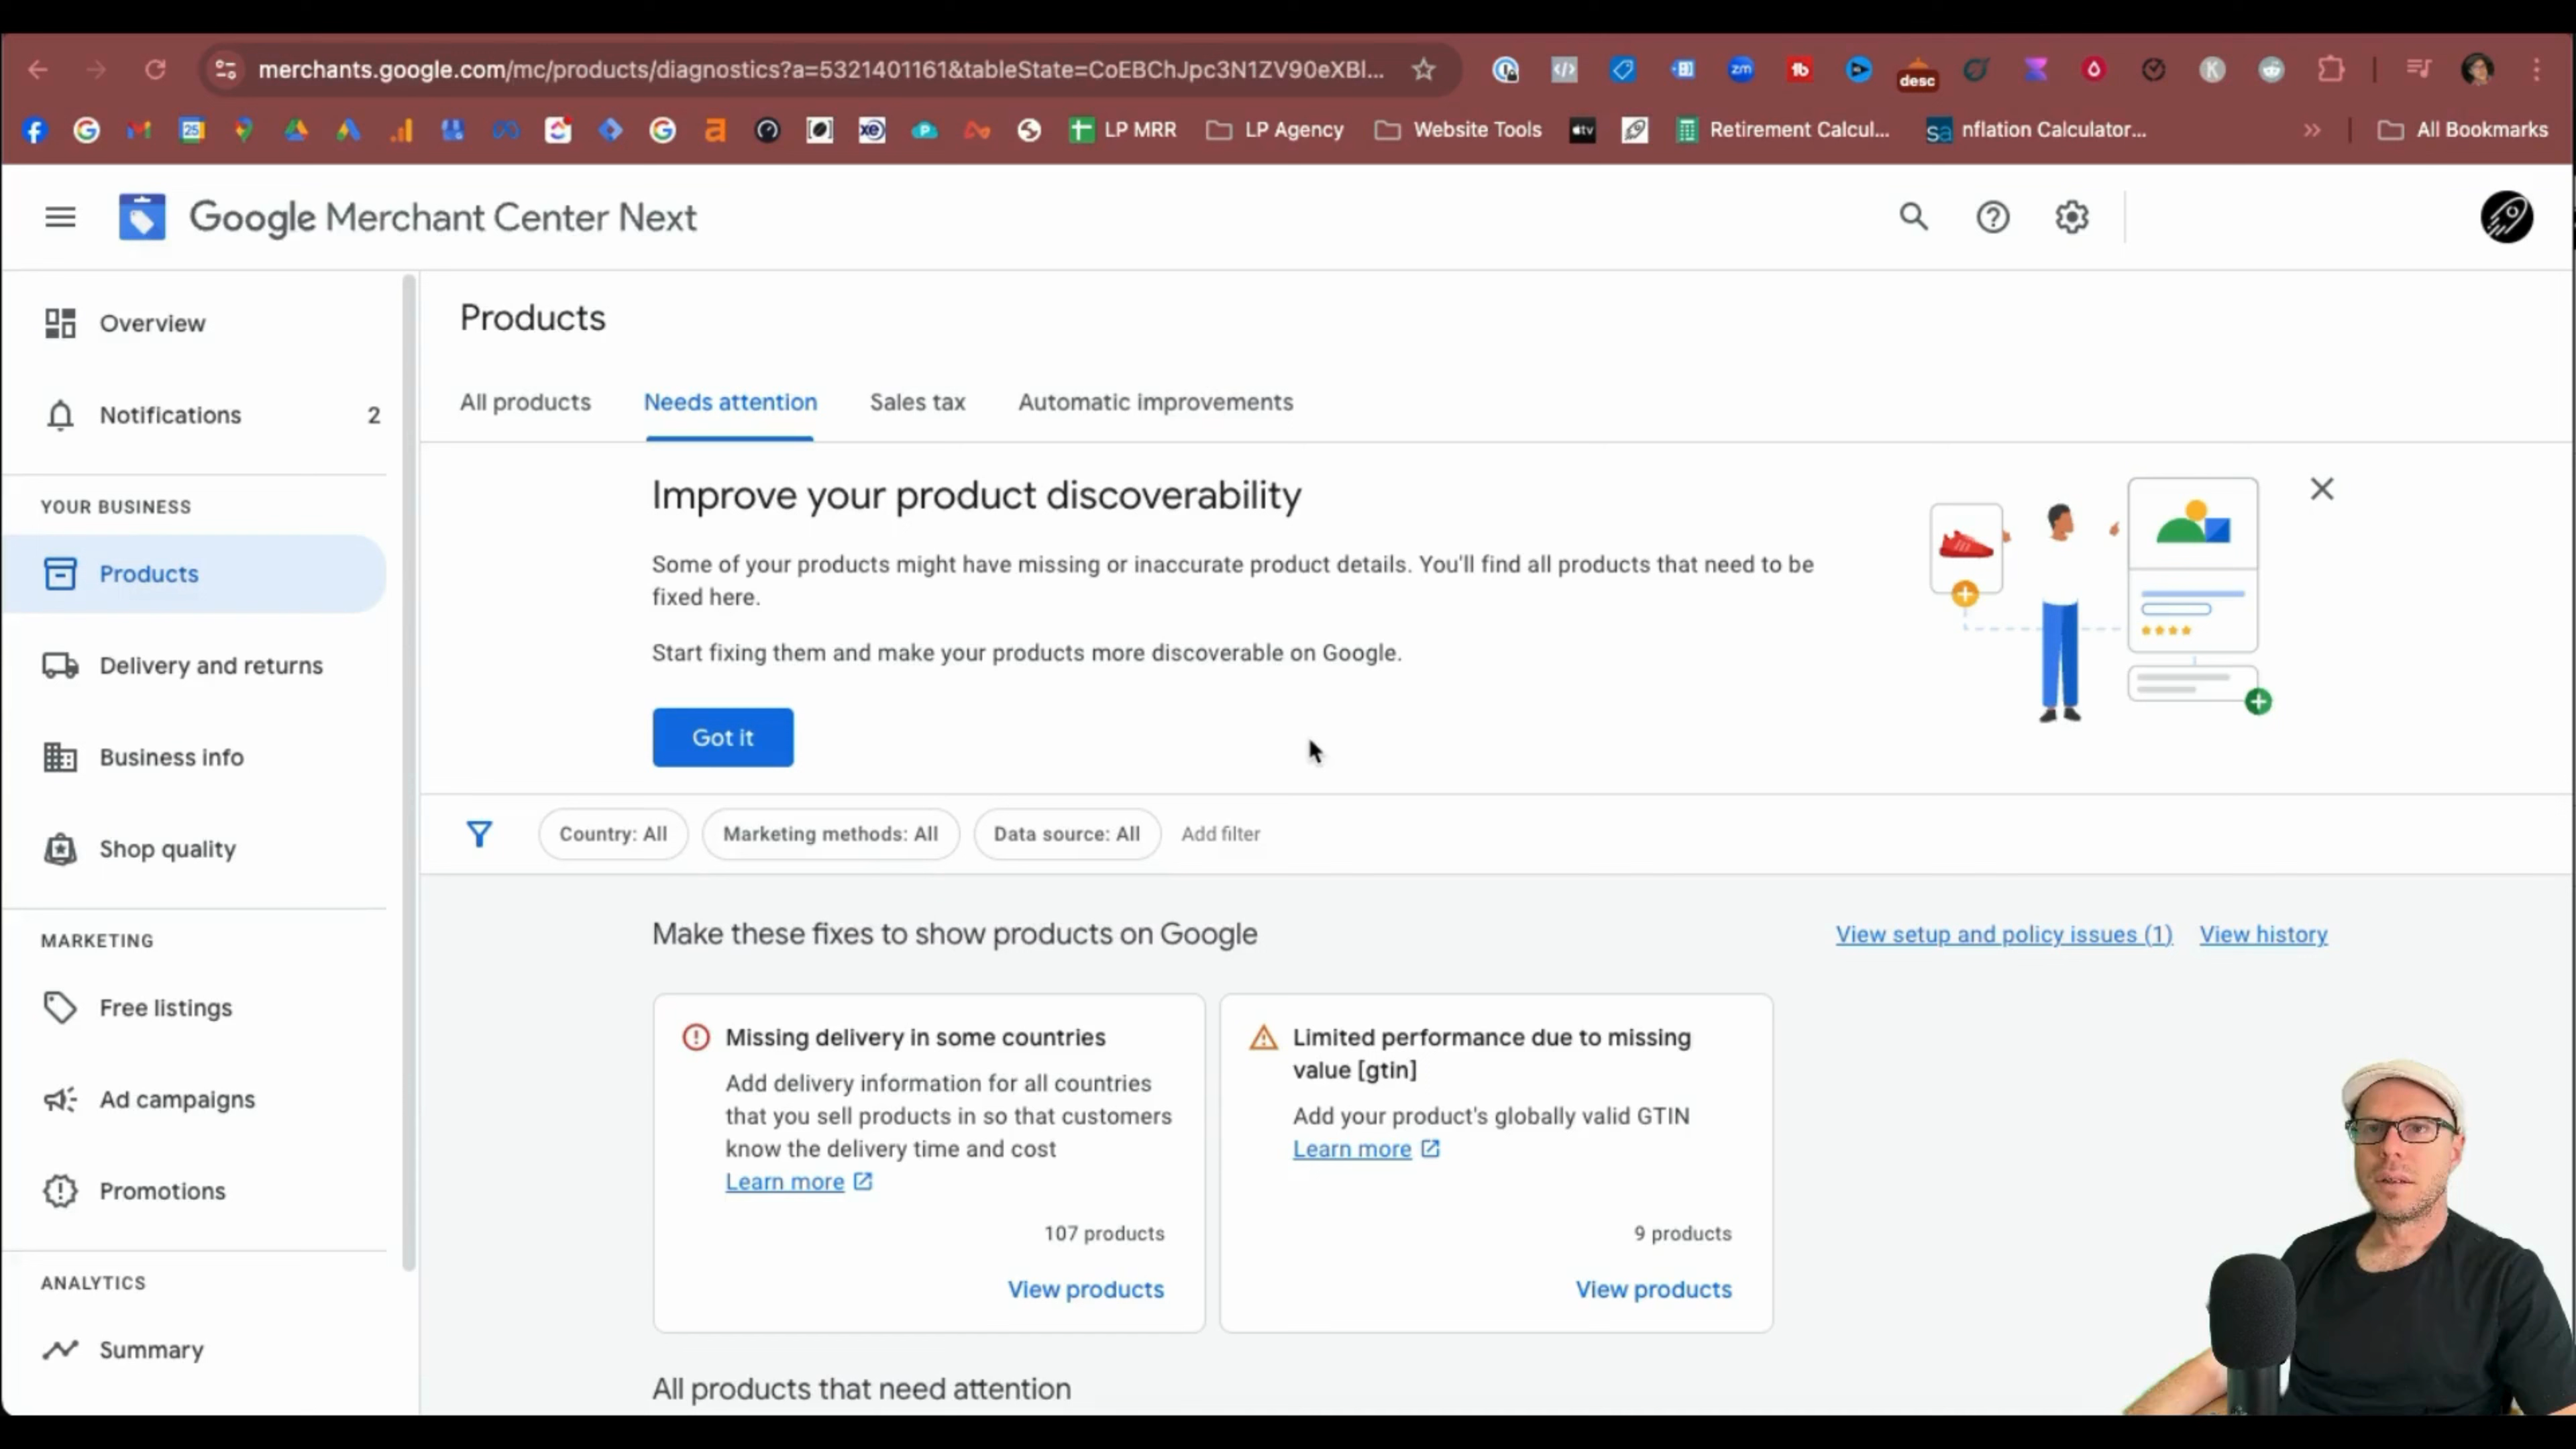 merchants.google.com/mc/products/diagnostics?a=5321401161&tableState=CoEBChJpc3N1ZV90eXBl...
desc
LP MRR
LP Agency
Website Tools
Retirement Calcul...
nflation Calculator...
All Bookmarks
Google Merchant Center Next
Overview
Notifications 2
YOUR BUSINESS
Products
Delivery and returns
Business info
Shop quality
MARKETING
Free listings
Ad campaigns
Promotions
ANALYTICS
Summary
Products
All products Needs attention Sales tax Automatic improvements
Improve your product discoverability
Some of your products might have missing or inaccurate product details. You'll find all products that need to be
fixed here.
Start fixing them and make your products more discoverable on Google.
Got it
Country: All Marketing methods: All Data source: All Add filter
Make these fixes to show products on Google
View setup and policy issues (1) View history
Missing delivery in some countries
Add delivery information for all countries
that you sell products in so that customers
know the delivery time and cost
Learn more
107 products
View products
Limited performance due to missing
value [gtin]
Add your product's globally valid GTIN
Learn more
9 products
View products
All products that need attention